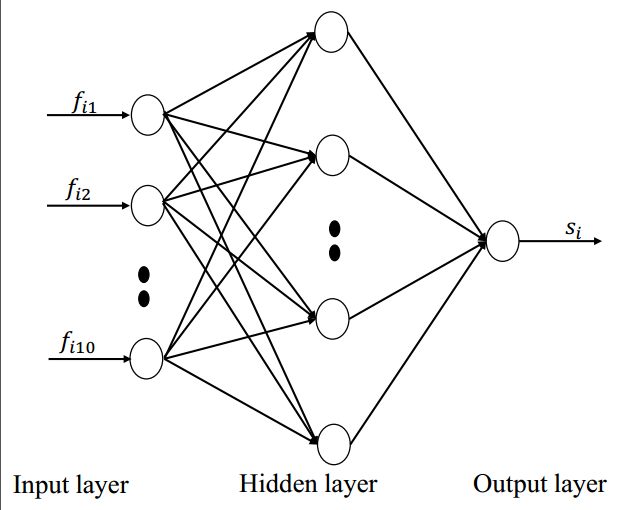 f_{i1}
f_{i2}
f_{i10}
s_i
Input layer
Hidden layer
Output layer